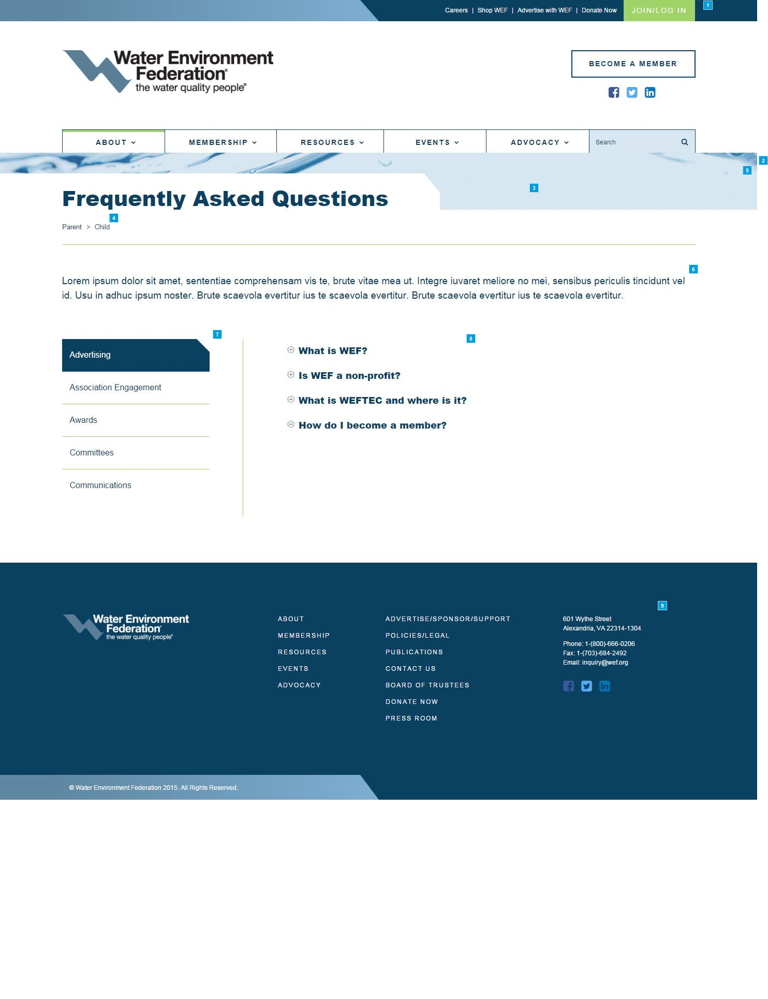 Careers | Shop WEF | Advertise with WEF | Donate Now JOIN/LOG IN 1
Water Environment
Federation®
the water quality people®
BECOME A MEMBER
ABOUT MEMBERSHIP RESOURCES EVENTS ADVOCACY Search
2
5
3
Frequently Asked Questions
4
Parent > Child
6
Lorem ipsum dolor sit amet, sententiae comprehensam vis te, brute vitae mea ut. Integre iuvaret meliore no mei, sensibus periculis tincidunt vel
id. Usu in adhuc ipsum noster. Brute scaevola evertitur ius te scaevola evertitur. Brute scaevola evertitur ius te scaevola evertitur.
7
Advertising
Association Engagement
Awards
Committees
Communications
8
What is WEF?
Is WEF a non-profit?
What is WEFTEC and where is it?
How do I become a member?
Water Environment
Federation®
the water quality people®
ABOUT
MEMBERSHIP
RESOURCES
EVENTS
ADVOCACY
ADVERTISE/SPONSOR/SUPPORT
POLICIES/LEGAL
PUBLICATIONS
CONTACT US
BOARD OF TRUSTEES
DONATE NOW
PRESS ROOM
9
601 Wythe Street
Alexandria, VA 22314-1304
Phone: 1-(800)-666-0206
Fax: 1-(703)-684-2492
Email: inquiry@wef.org
© Water Environment Federation 2015. All Rights Reserved.